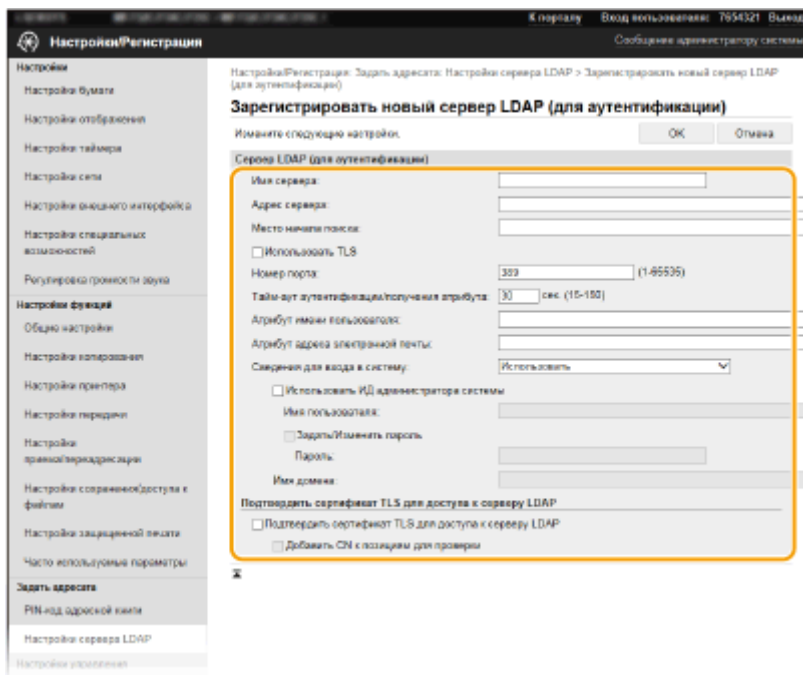 К порталу Вход пользователя: 7654321 Выход
Настройки/Регистрация Сообщение администратору системы
Настройки
Настройки бумаги
Настройки отображения
Настройки таймера
Настройки сети
Настройки внешнего интерфейса
Настройки специальных
возможностей
Регулировка громкости звука
Настройки функций
Общие настройки
Настройки копирования
Настройки принтера
Настройки передачи
Настройки
приема/переадресации
Настройки сохранения/доступа к
файлам
Настройки защищенной печати
Часто используемые параметры
Задать адресата
PIN-код адресной книги
Настройки сервера LDAP
Настройки управления
Настройка/Регистрация: Задать адресата: Настройки сервера LDAP > Зарегистрировать новый сервер LDAP
(для аутентификации)
Зарегистрировать новый сервер LDAP (для аутентификации)
Измените следующие настройки. OK Отмена
Сервер LDAP (для аутентификации)
Имя сервера:
Адрес сервера:
Место начала поиска:
Использовать TLS
Номер порта: 389 (1-65535)
Тайм-аут аутентификации/получения атрибута: 30 сек. (15-150)
Атрибут имени пользователя:
Атрибут адреса электронной почты:
Сведения для входа в систему: Использовать
Использовать ИД администратора системы
Имя пользователя:
Задать/Изменить пароль
Пароль:
Имя домена:
Подтвердить сертификат TLS для доступа к серверу LDAP
Подтвердить сертификат TLS для доступа к серверу LDAP
Добавить CN к позициям для проверки